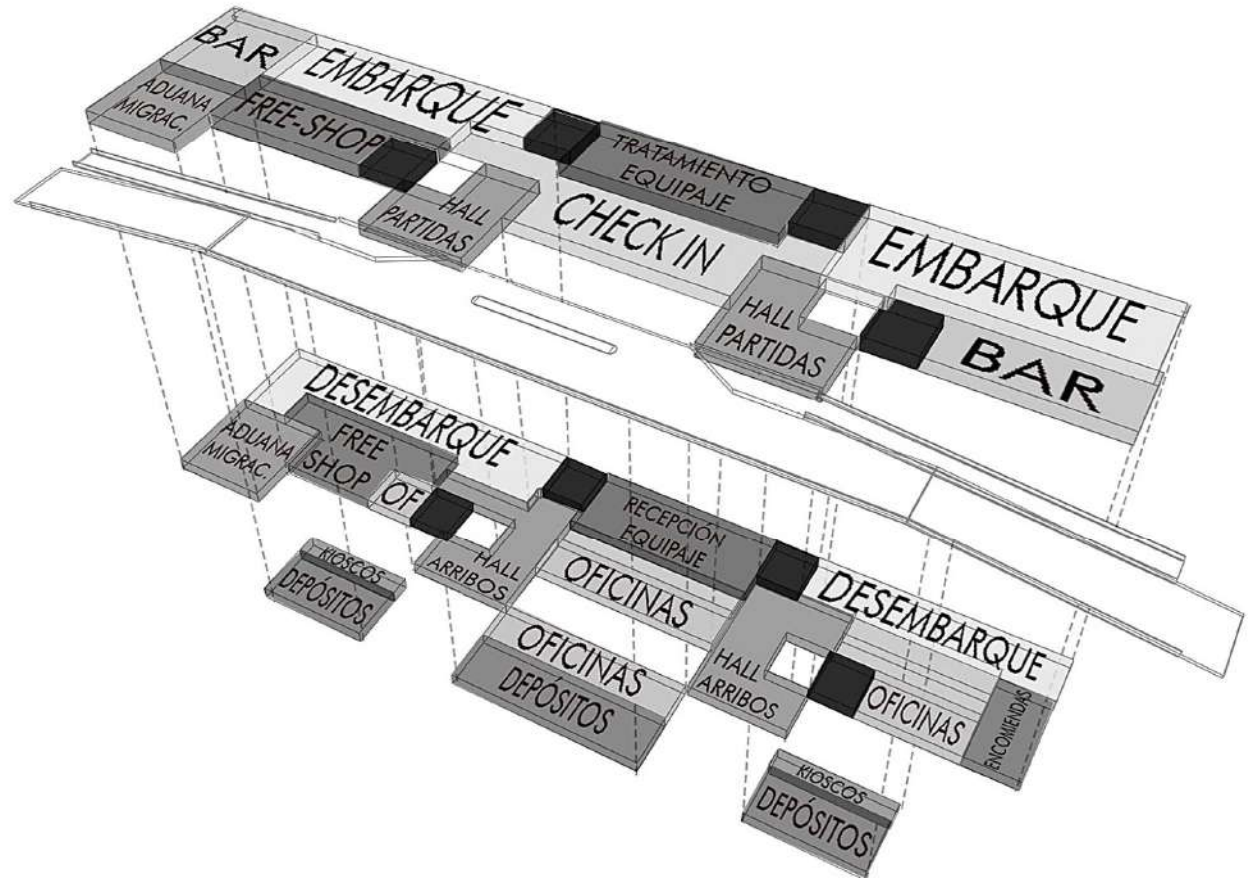 BAR
EMBARQUE
ADUANA
MIGRAC.
FREE-SHOP
TRATAMIENTO
EQUIPAJE
HALL
PARTIDAS
CHECK IN
EMBARQUE
HALL
PARTIDAS
BAR
DESEMBARQUE
ADUANA
MIGRAC.
FREE
SHOP
OF
HALL
ARRIBOS
RECEPCIÓN
EQUIPAJE
OFICINAS
DESEMBARQUE
KIOSCOS
DEPÓSITOS
OFICINAS
DEPÓSITOS
HALL
ARRIBOS
OFICINAS
ENCOMIENDAS
KIOSCOS
DEPÓSITOS